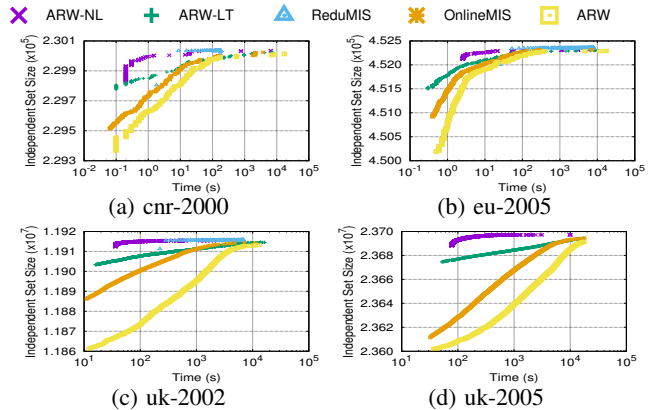 ARW-NL ARW-LT ReduMIS OnlineMIS ARW
Independent Set Size (x10^5)
2.301
2.299
2.297
2.295
2.293
10^-2 10^-1 10^0 10^1 10^2 10^3 10^4 10^5
Time (s)
(a) cnr-2000
Independent Set Size (x10^5)
4.525
4.520
4.515
4.510
4.505
4.500
10^-1 10^0 10^1 10^2 10^3 10^4 10^5
Time (s)
(b) eu-2005
Independent Set Size (x10^7)
1.192
1.191
1.190
1.189
1.188
1.187
1.186
10^1 10^2 10^3 10^4 10^5
Time (s)
(c) uk-2002
Independent Set Size (x10^7)
2.370
2.368
2.366
2.364
2.362
2.360
10^1 10^2 10^3 10^4 10^5
Time (s)
(d) uk-2005